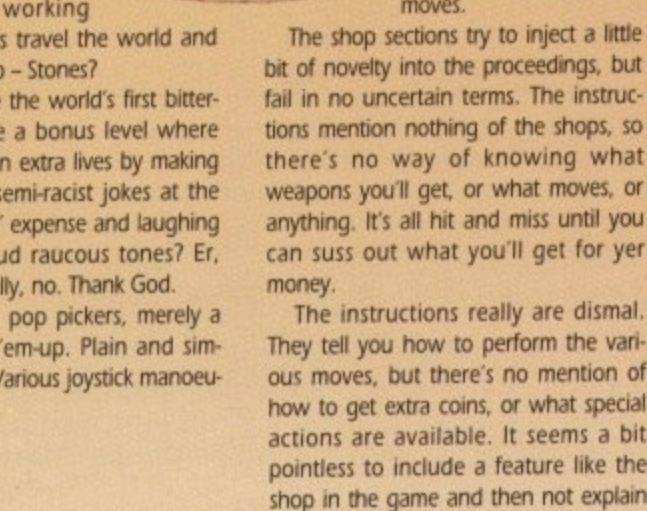 working
s travel the world and
– Stones?
the world's first bitter-
a bonus level where
n extra lives by making
semi-racist jokes at the
' expense and laughing
ud raucous tones? Er,
lly, no. Thank God.
pop pickers, merely a
'em-up. Plain and sim-
Various joystick manoeu-
moves.
The shop sections try to inject a little
bit of novelty into the proceedings, but
fail in no uncertain terms. The instruc-
tions mention nothing of the shops, so
there's no way of knowing what
weapons you'll get, or what moves, or
anything. It's all hit and miss until you
can suss out what you'll get for yer
money.
The instructions really are dismal.
They tell you how to perform the vari-
ous moves, but there's no mention of
how to get extra coins, or what special
actions are available. It seems a bit
pointless to include a feature like the
shop in the game and then not explain